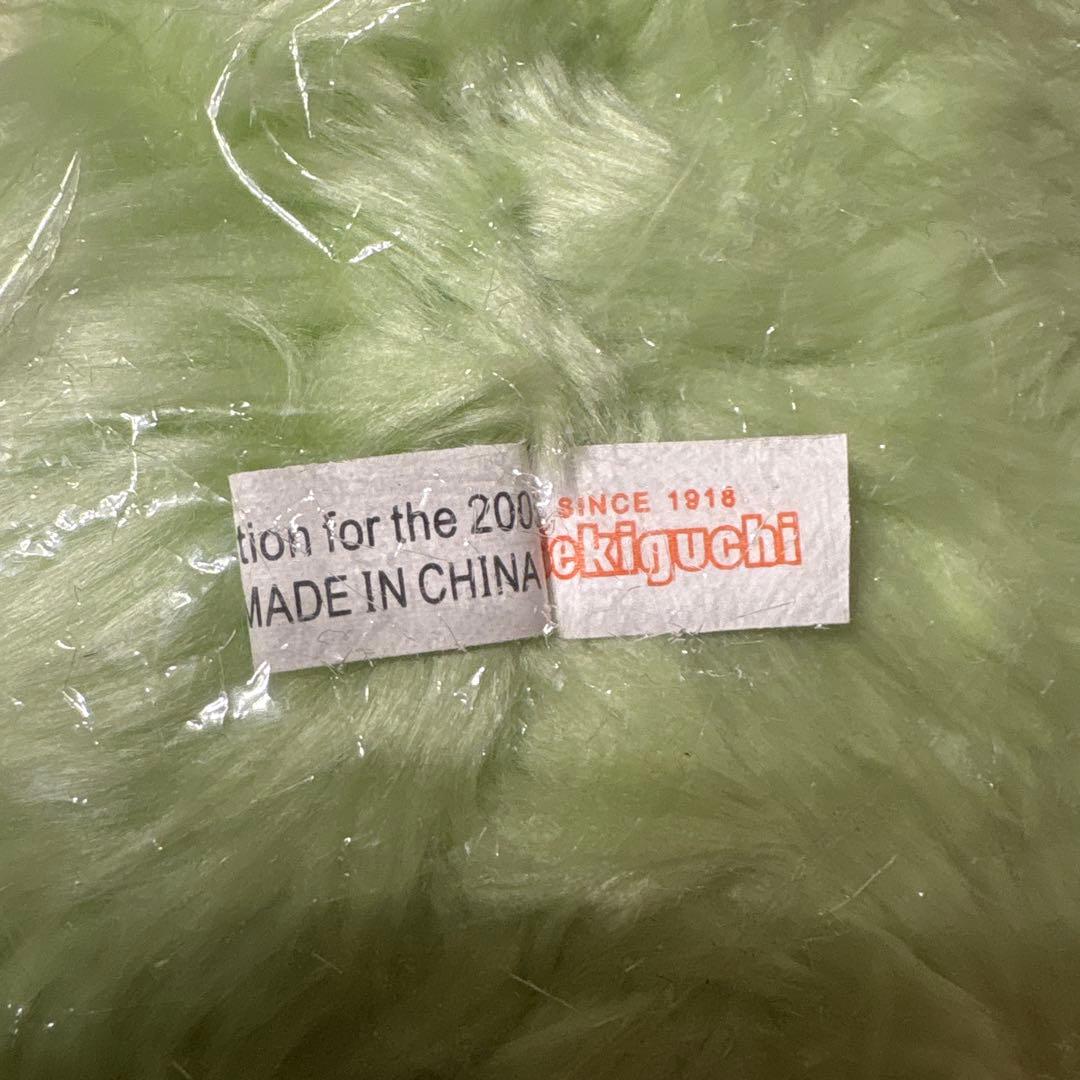 tion for the 200
MADE IN CHINA
SINCE 1918
ekiguchi